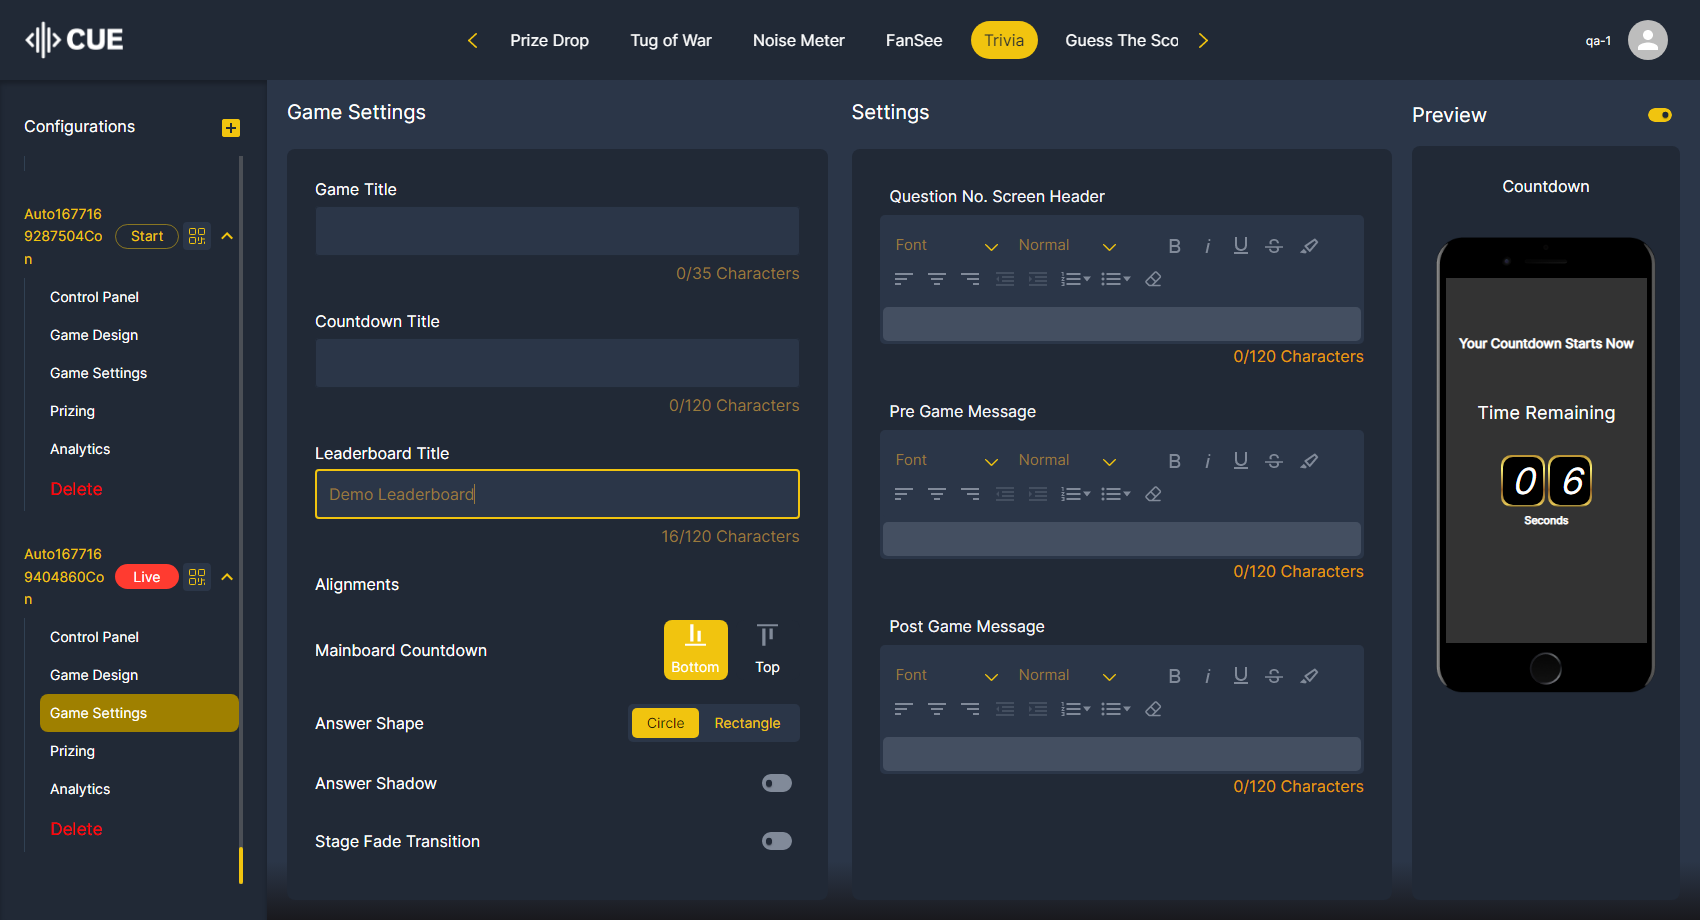 CUE
Prize Drop
Tug of War
Noise Meter
FanSee
Trivia
Guess The Sco
qa-1
Configurations
Auto167716
9287504Co
n
Start
Control Panel
Game Design
Game Settings
Prizing
Analytics
Delete
Auto167716
9404860Co
n
Live
Control Panel
Game Design
Game Settings
Prizing
Analytics
Delete
Game Settings
Game Title
0/35 Characters
Countdown Title
0/120 Characters
Leaderboard Title
Demo Leaderboard
16/120 Characters
Alignments
Mainboard Countdown
Bottom
Top
Answer Shape
Circle
Rectangle
Answer Shadow
Stage Fade Transition
Settings
Question No. Screen Header
Font
Normal
B i U S
0/120 Characters
Pre Game Message
Font
Normal
B i U S
0/120 Characters
Post Game Message
Font
Normal
B i U S
0/120 Characters
Preview
Countdown
Your Countdown Starts Now
Time Remaining
0 6
Seconds